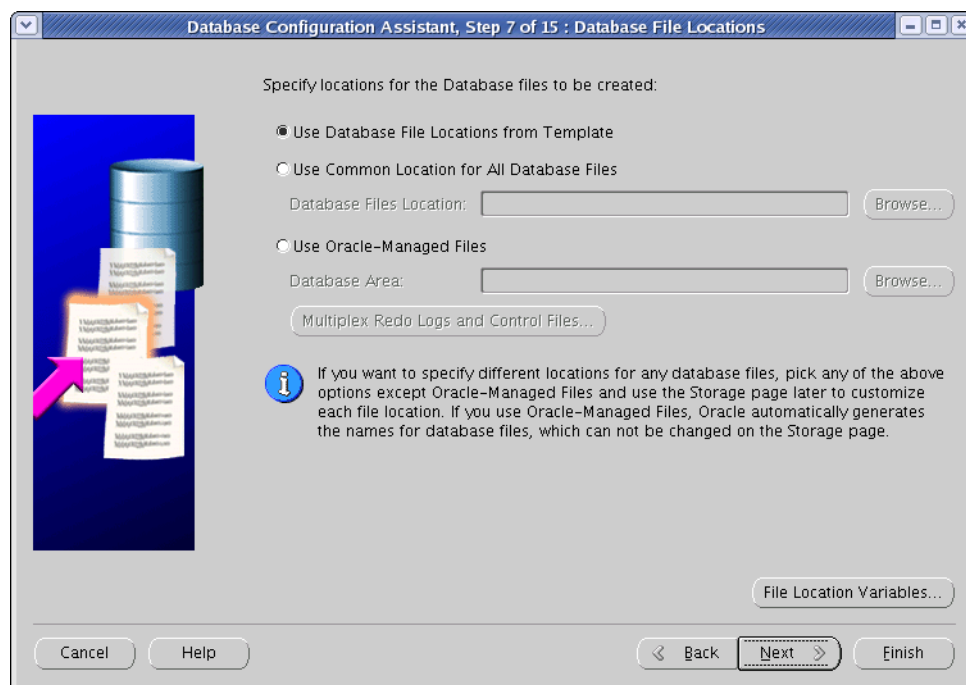 Database Configuration Assistant, Step 7 of 15 : Database File Locations
Specify locations for the Database files to be created:
Use Database File Locations from Template
Use Common Location for All Database Files
Database Files Location:
Browse...
Use Oracle-Managed Files
Database Area:
Browse...
Multiplex Redo Logs and Control Files...
If you want to specify different locations for any database files, pick any of the above
options except Oracle-Managed Files and use the Storage page later to customize
each file location. If you use Oracle-Managed Files, Oracle automatically generates
the names for database files, which can not be changed on the Storage page.
File Location Variables...
Cancel
Help
Back
Next
Finish